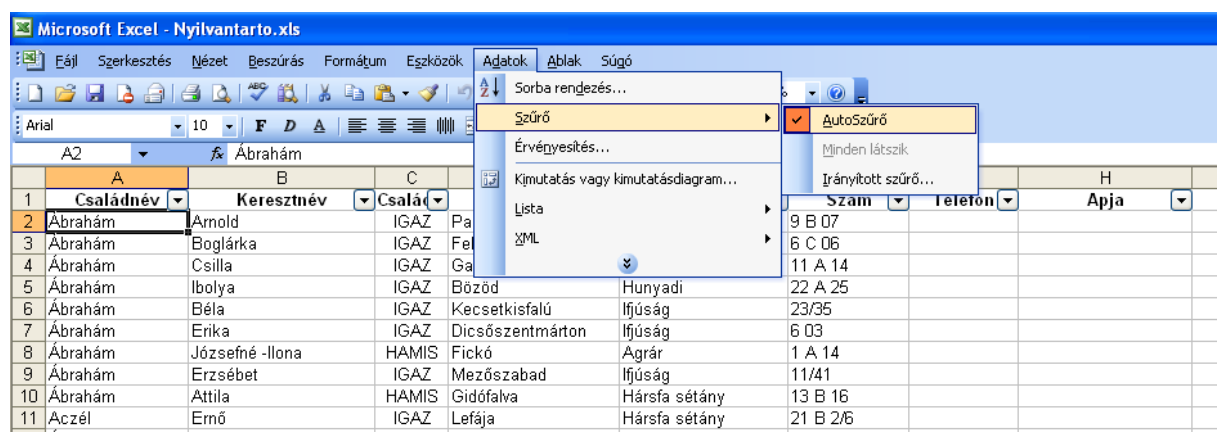 Microsoft Excel - Nyilvantarto.xls
Fájl Szerkesztés Nézet Beszúrás Formátum Eszközök Adatok Ablak Súgó
Sorba rendezés...
Arial 10 F D A Szűrő AutoSzűrő
Érvényesítés... Minden látszik
A2 fx Ábrahám
Kimutatás vagy kimutatásdiagram... Irányított szűrő...
A B C H
Lista
1 Családnév Keresztnév Család Szám Telefon Apja
2 Ábrahám Arnold IGAZ Pa 9 B 07
XML
3 Ábrahám Boglárka IGAZ Fel 6 C 06
4 Ábrahám Csilla IGAZ Ga 11 A 14
5 Ábrahám Ibolya IGAZ Bözöd Hunyadi 22 A 25
6 Ábrahám Béla IGAZ Kecsetkisfalú Ifjúság 23/35
7 Ábrahám Erika IGAZ Dicsőszentmárton Ifjúság 6 03
8 Ábrahám Józsefné -Ilona HAMIS Fickó Agrár 1 A 14
9 Ábrahám Erzsébet IGAZ Mezőszabad Ifjúság 11/41
10 Ábrahám Attila HAMIS Gidófalva Hársfa sétány 13 B 16
11 Aczél Ernő IGAZ Lefája Hársfa sétány 21 B 2/6